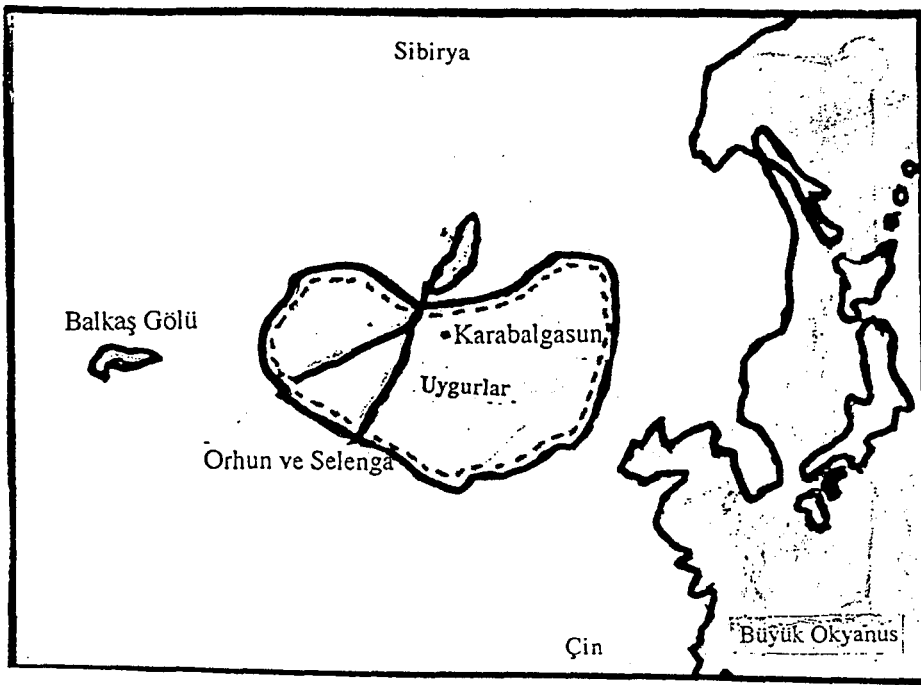 Sibirya
Balkaş Gölü
Karabalgasun
Uygurlar
Orhun ve Selenga
Çin
Büyük Okyanus